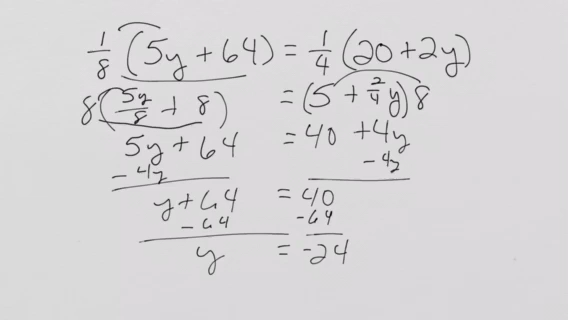 1/8 (5y + 64) = 1/4 (20 + 2y)
8(5y/8 + 8) = (5 + 2/4 y) 8
5y + 64 = 40 + 4y
- 4y - 4y
y + 64 = 40
- 64 - 64
y = -24